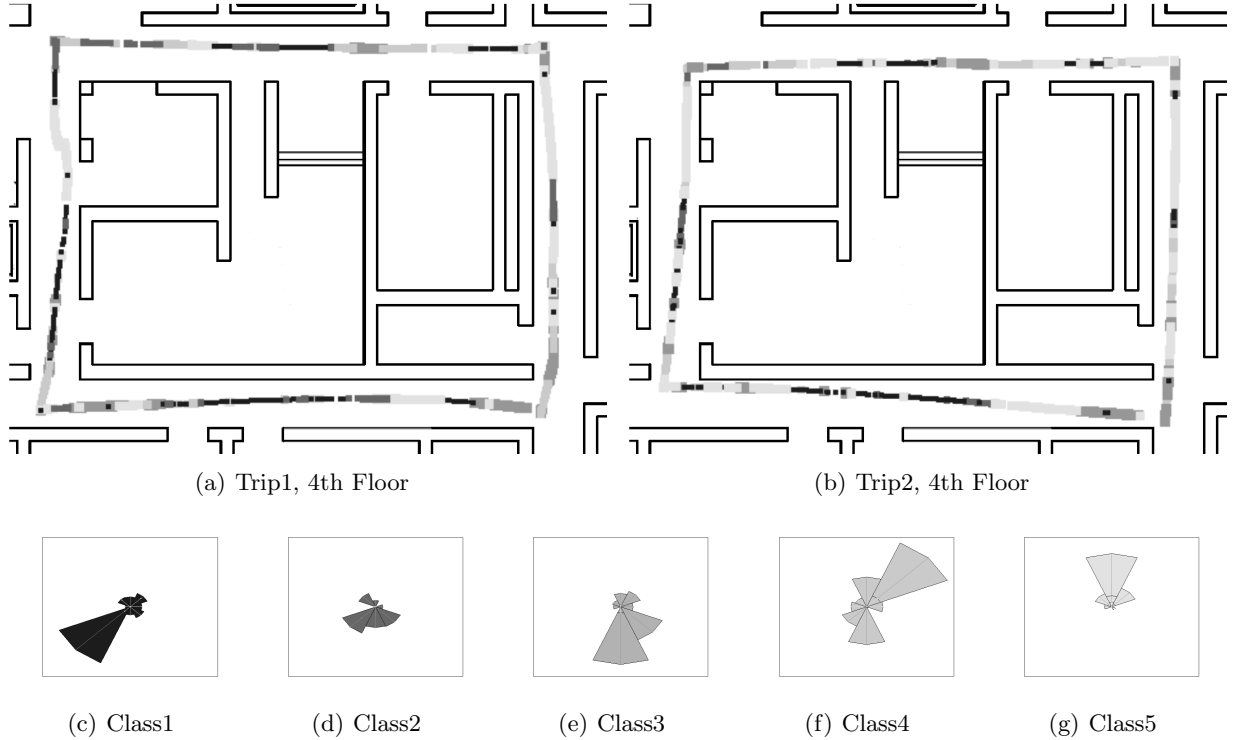 (a) Trip1, 4th Floor
(b) Trip2, 4th Floor
(c) Class1
(d) Class2
(e) Class3
(f) Class4
(g) Class5